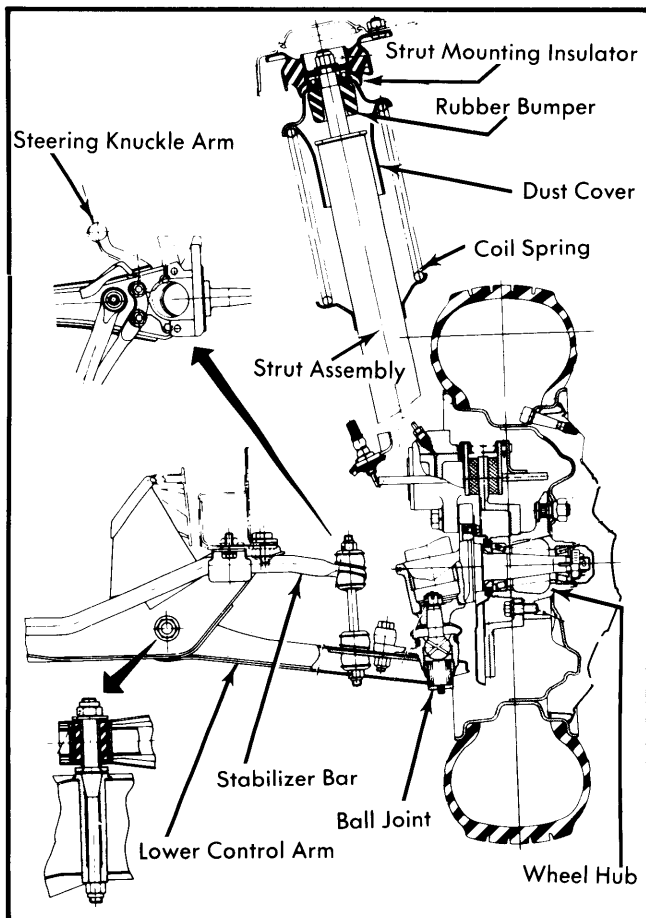 Strut Mounting Insulator
Rubber Bumper
Steering Knuckle Arm
Dust Cover
Coil Spring
Strut Assembly
Stabilizer Bar
Ball Joint
Lower Control Arm
Wheel Hub